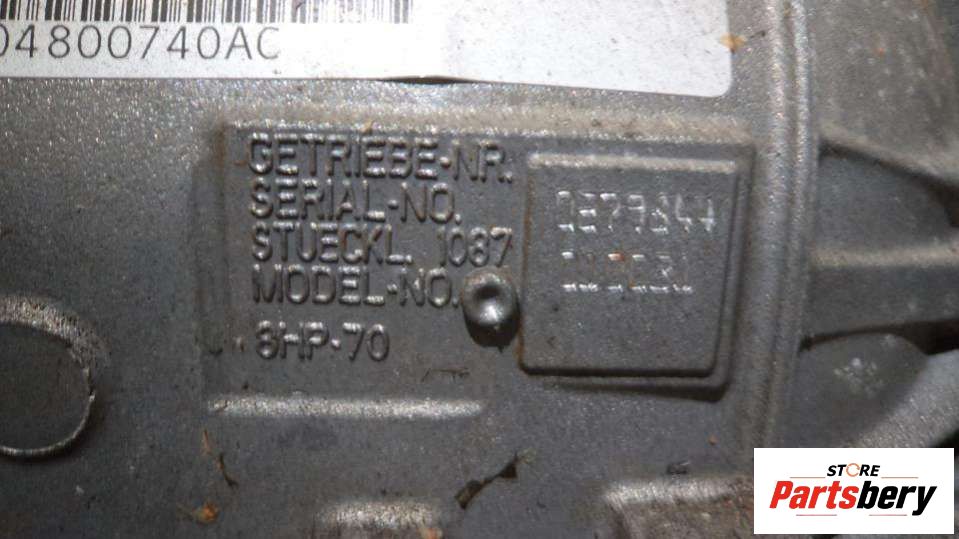 04800740AC
GETRIEBE-NR.
SERIAL-NO.
STUECKL. 1087
MODEL-NO.
8HP-70
STORE
Partsbery